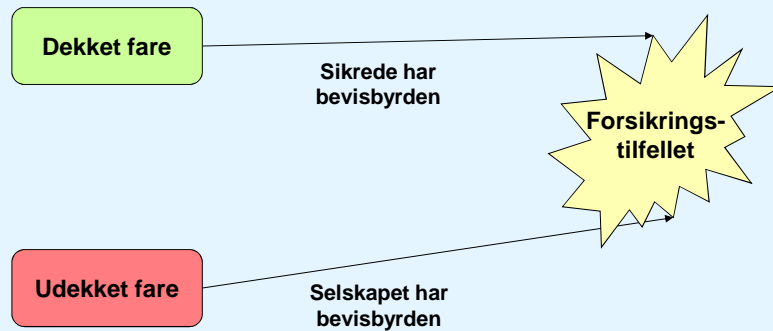 Dekket fare
Sikrede har
bevisbyrden
Forsikrings-
tilfellet
Udekket fare
Selskapet har
bevisbyrden